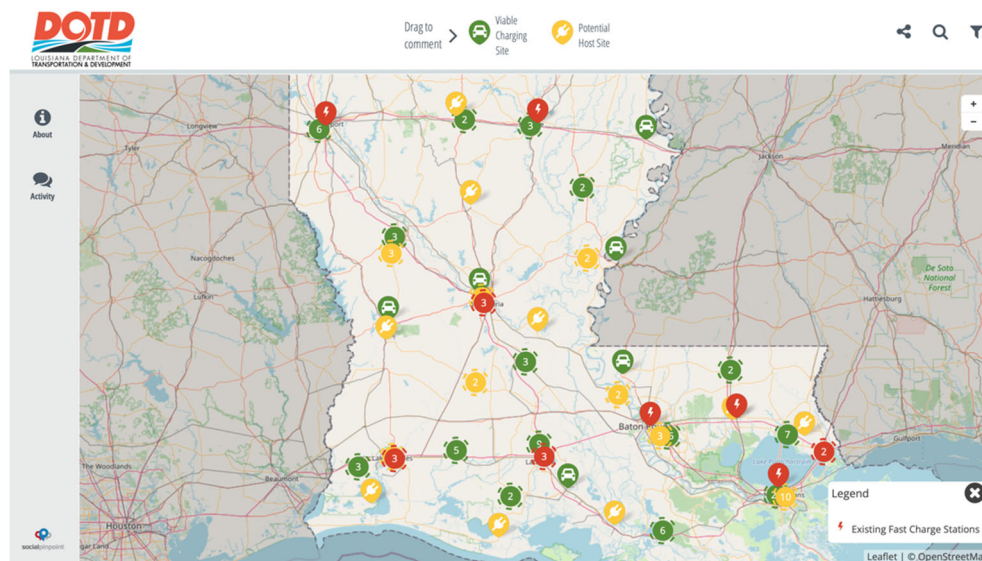 DOTD
LOUISIANA DEPARTMENT OF
TRANSPORTATION & DEVELOPMENT
Drag to
comment
Viable
Charging
Site
Potential
Host Site
About
Activity
socialpinpoint
+
−
Longview
Tyler
Jackson
Meridian
Nacogdoches
Lufkin
De Soto
National
Forest
Hattiesburg
The Woodlands
Beaumont
Houston
Gulfport
6
2
3
2
3
3
2
3
3
2
2
2
3
7
3
5
3
3
2
2
10
2
6
Legend
Existing Fast Charge Stations
Leaflet | © OpenStreetMa